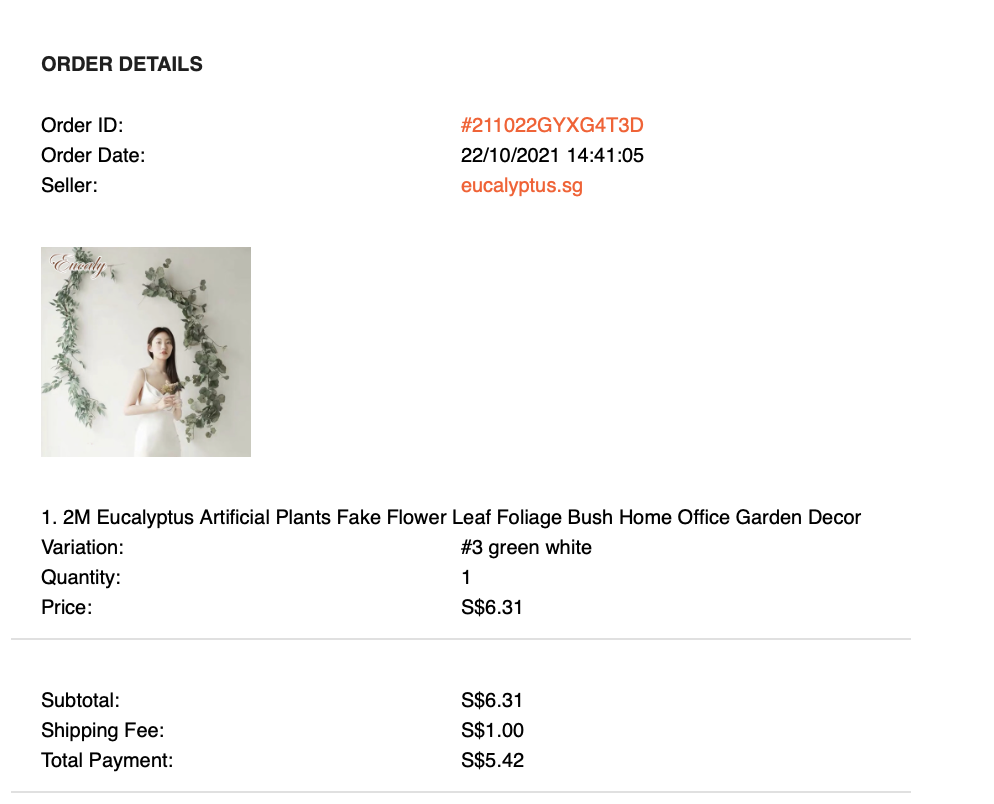 ORDER DETAILS
Order ID: #211022GYXG4T3D
Order Date: 22/10/2021 14:41:05
Seller: eucalyptus.sg
Eucaly
1. 2M Eucalyptus Artificial Plants Fake Flower Leaf Foliage Bush Home Office Garden Decor
Variation: #3 green white
Quantity: 1
Price: S$6.31
Subtotal: S$6.31
Shipping Fee: S$1.00
Total Payment: S$5.42